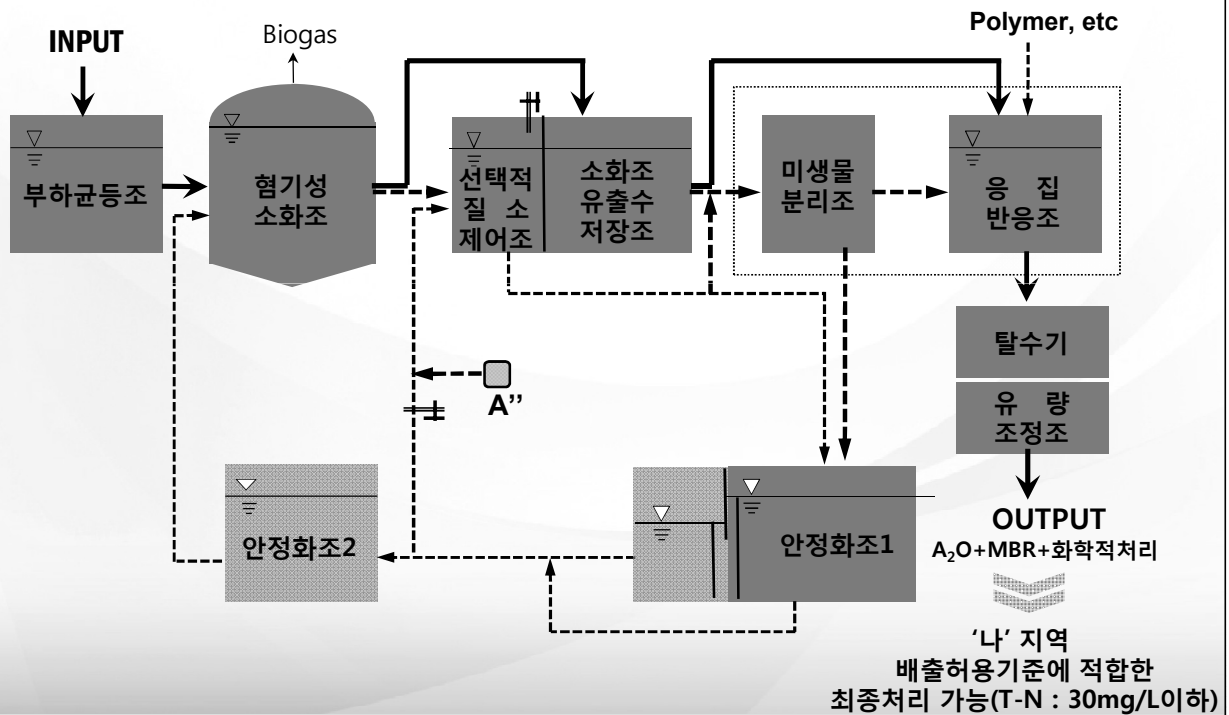 INPUT
Biogas
Polymer, etc
부하균등조
혐기성
소화조
선택적
질 소
제어조
소화조
유출수
저장조
미생물
분리조
응 집
반응조
탈수기
유 량
조정조
A’’
안정화조2
안정화조1
OUTPUT
A₂O+MBR+화학적처리
‘나’ 지역
배출허용기준에 적합한
최종처리 가능(T-N : 30mg/L이하)